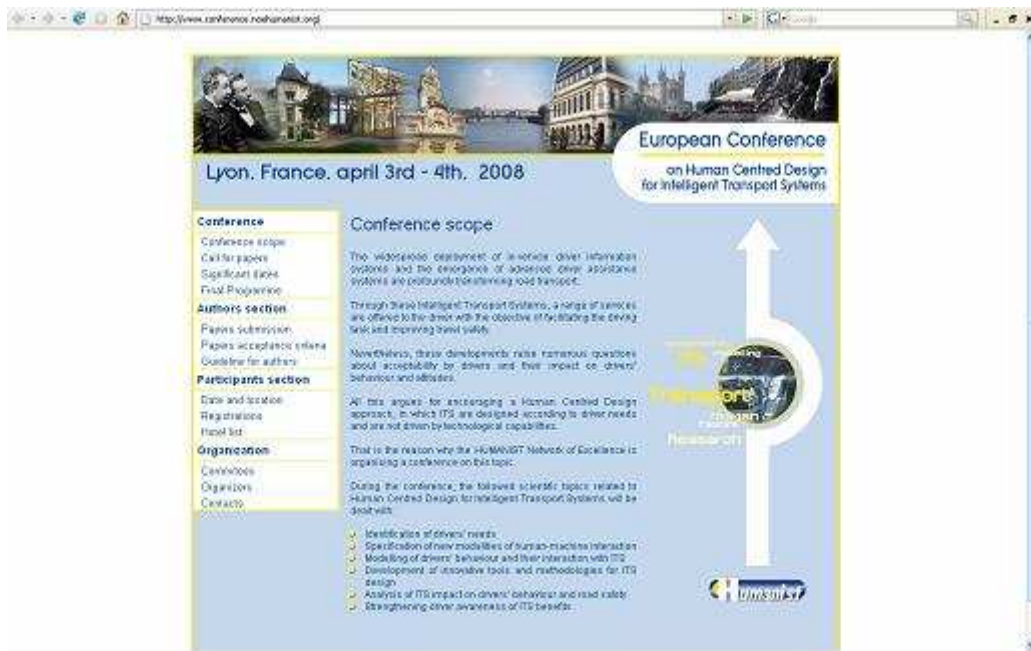 http://www.conference.noehumanist.org/
European Conference
on Human Centred Design
for Intelligent Transport Systems
Lyon, France, april 3rd - 4th, 2008
Conference
Conference scope
Call for papers
Significant dates
Final Programme
Authors section
Papers submission
Papers acceptance criteria
Guideline for authors
Participants section
Date and location
Registrations
Hotel list
Organization
Committees
Organizers
Contacts
Conference scope
The widespread deployment of in-vehicle driver information
systems and the emergence of advanced driver assistance
systems are profoundly transforming road transport.
Through these Intelligent Transport Systems, a range of services
are offered to the driver with the objective of facilitating the driving
task and improving travel safety.
Nevertheless, these developments raise numerous questions
about acceptability by drivers and their impact on drivers'
behaviour and attitudes.
All this argues for encouraging a Human Centred Design
approach, in which ITS are designed according to driver needs
and are not driven by technological capabilities.
That is the reason why the HUMANIST Network of Excellence is
organising a conference on this topic.
During the conference, the followed scientific topics related to
Human Centred Design for Intelligent Transport Systems will be
dealt with:
Identification of drivers' needs
Specification of new modalities of human-machine interaction
Modelling of drivers' behaviour and their interaction with ITS
Development of innovative tools and methodologies for ITS
design
Analysis of ITS impact on drivers' behaviour and road safety
Strengthening driver awareness of ITS benefits
Transport
Research
Humanist